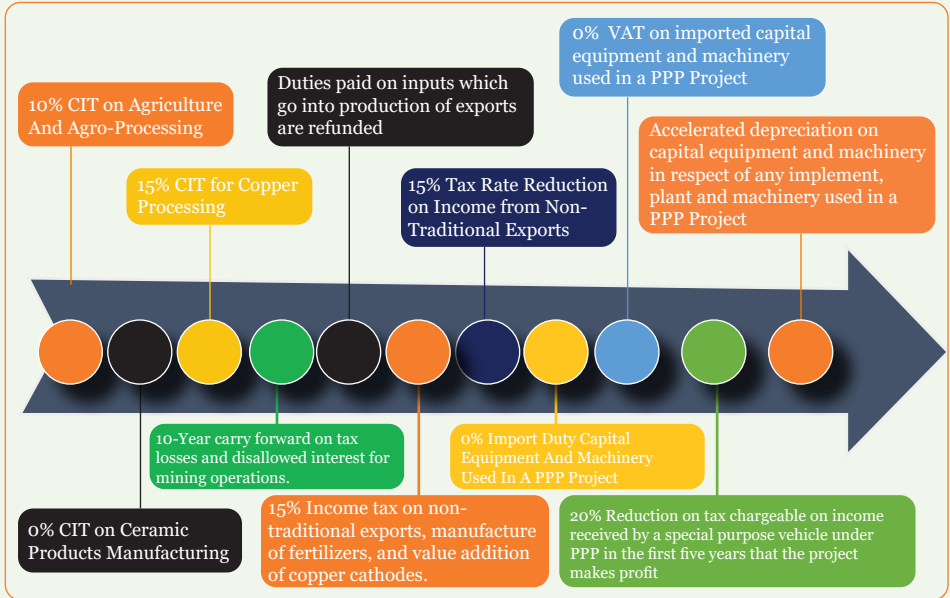 10% CIT on Agriculture
And Agro-Processing
0% CIT on Ceramic
Products Manufacturing
15% CIT for Copper
Processing
10-Year carry forward on tax
losses and disallowed interest for
mining operations.
Duties paid on inputs which
go into production of exports
are refunded
15% Income tax on non-
traditional exports, manufacture
of fertilizers, and value addition
of copper cathodes.
15% Tax Rate Reduction
on Income from Non-
Traditional Exports
0% Import Duty Capital
Equipment And Machinery
Used In A PPP Project
0% VAT on imported capital
equipment and machinery
used in a PPP Project
20% Reduction on tax chargeable on income
received by a special purpose vehicle under
PPP in the first five years that the project
makes profit
Accelerated depreciation on
capital equipment and machinery
in respect of any implement,
plant and machinery used in a
PPP Project